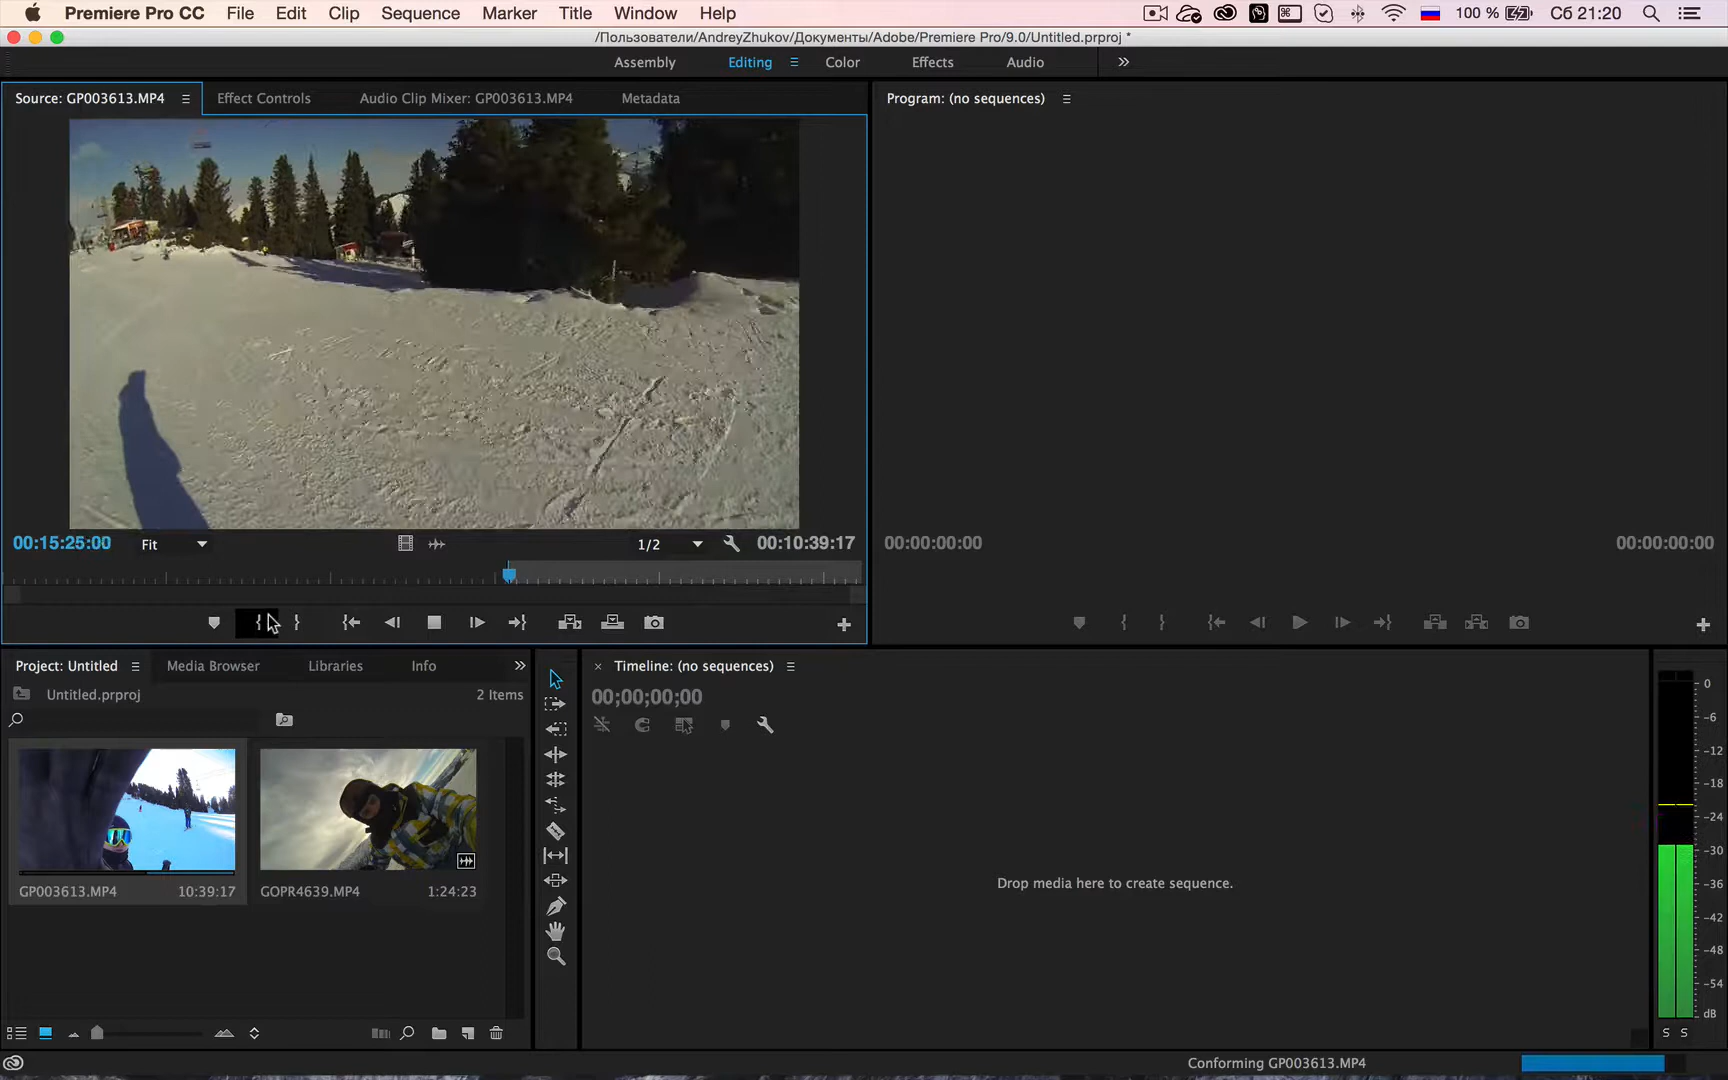 Premiere Pro CC File Edit Clip Sequence Marker Title Window Help 100 % Сб 21:20
/Пользователи/AndreyZhukov/Документы/Adobe/Premiere Pro/9.0/Untitled.prproj *
Assembly Editing Color Effects Audio
Source: GP003613.MP4 Effect Controls Audio Clip Mixer: GP003613.MP4 Metadata
Program: (no sequences)
00:15:25:00 Fit 1/2 00:10:39:17
00:00:00:00 00:00:00:00
Project: Untitled Media Browser Libraries Info
Untitled.prproj 2 Items
GP003613.MP4 10:39:17
GOPR4639.MP4 1:24:23
Timeline: (no sequences)
00;00;00;00
Drop media here to create sequence.
0
-6
-12
-18
-24
-30
-36
-42
-48
-54
dB
S S
Conforming GP003613.MP4